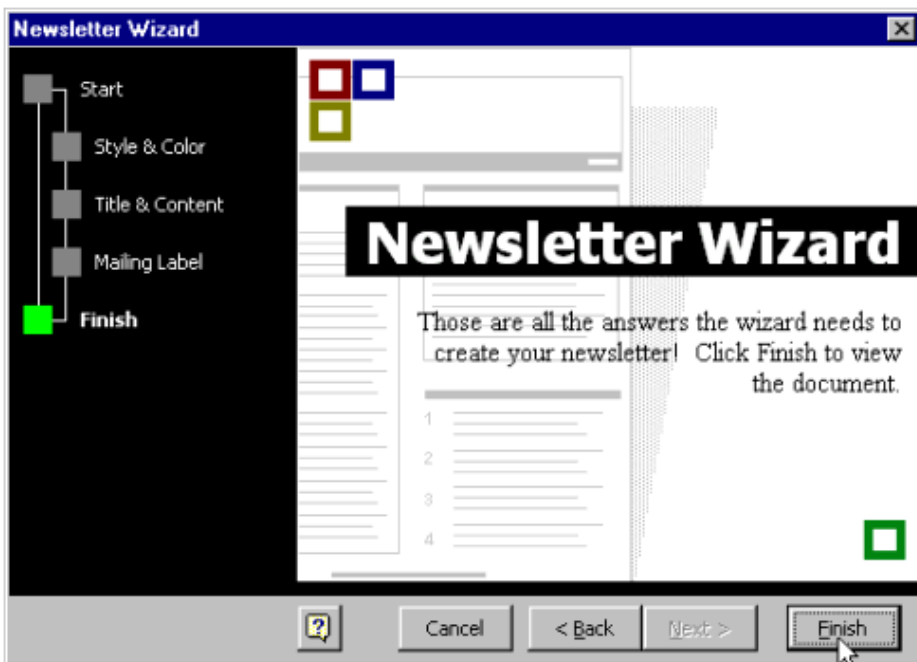 Newsletter Wizard
Start
Style & Color
Title & Content
Mailing Label
Finish
Newsletter Wizard
Those are all the answers the wizard needs to
create your newsletter!  Click Finish to view
the document.
1
2
3
4
Cancel
< Back
Next >
Finish